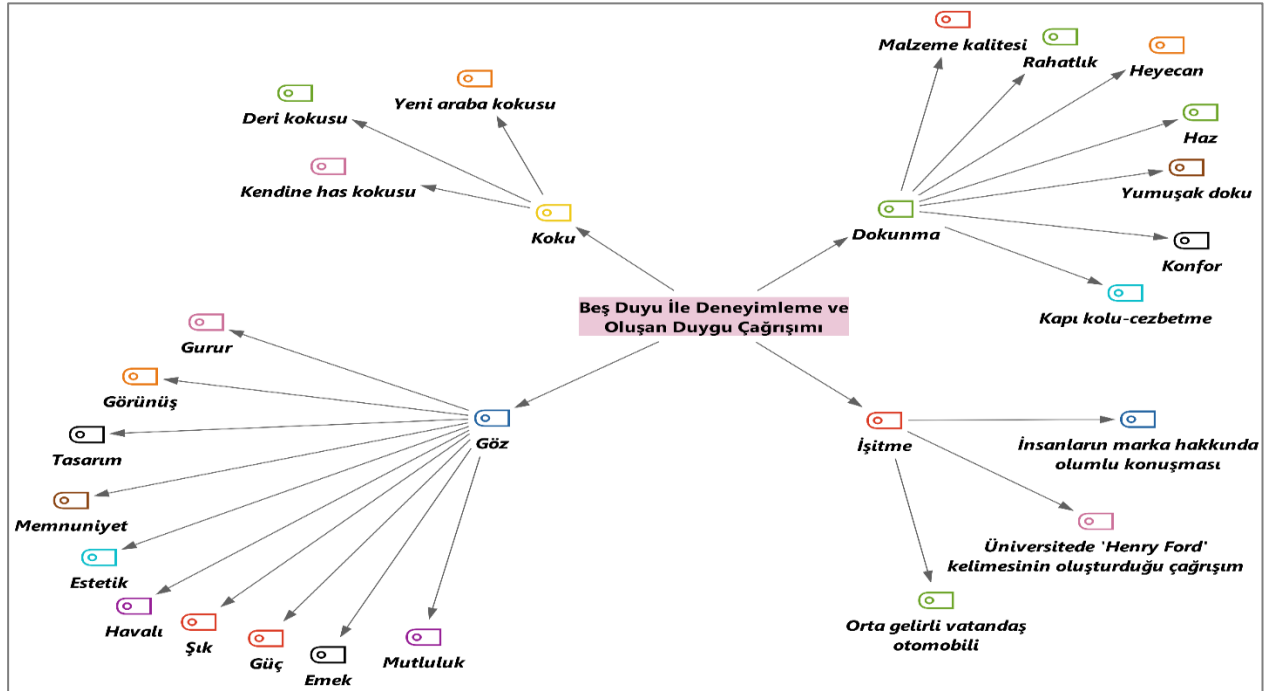 Malzeme kalitesi
Rahatlık
Heyecan
Yeni araba kokusu
Deri kokusu
Haz
Kendine has kokusu
Yumuşak doku
Koku
Dokunma
Konfor
Kapı kolu-cezbetme
Beş Duyu İle Deneyimleme ve
Oluşan Duygu Çağrışımı
Gurur
Görünüş
Göz
İşitme
Tasarım
İnsanların marka hakkında
olumlu konuşması
Memnuniyet
Üniversitede 'Henry Ford'
kelimesinin oluşturduğu çağrışım
Estetik
Havalı
Şık
Güç
Emek
Mutluluk
Orta gelirli vatandaş
otomobili